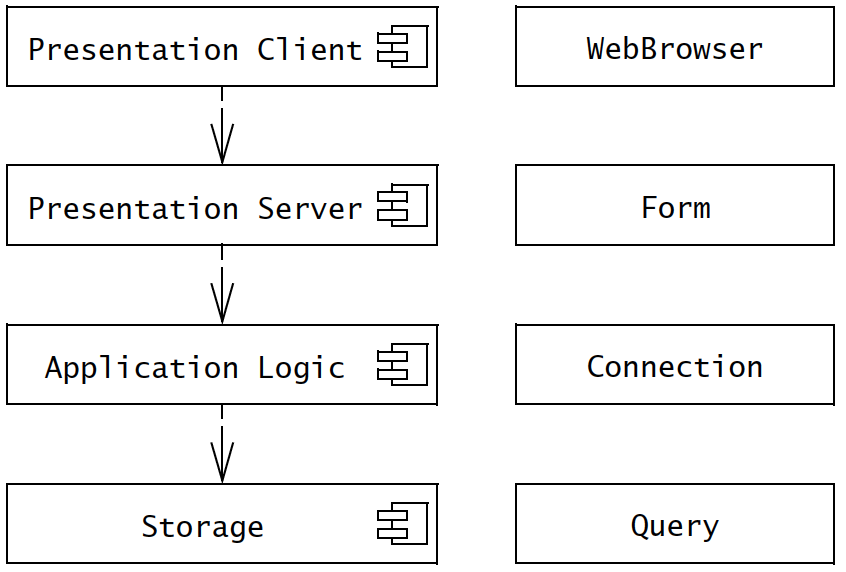 Presentation Client
WebBrowser
Presentation Server
Form
Application Logic
Connection
Storage
Query